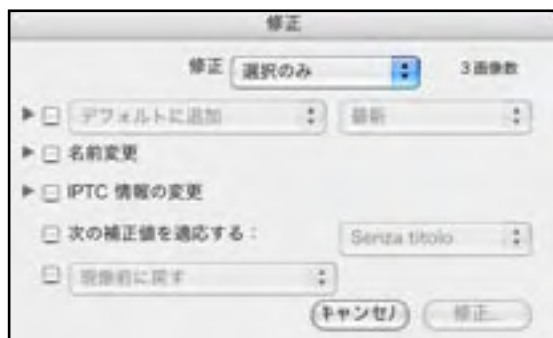 修正
修正 選択のみ 3画像数
デフォルトに追加 最新
名前変更
IPTC 情報の変更
次の補正値を適応する： Senza titolo
現像前に戻す
キャンセル 修正...